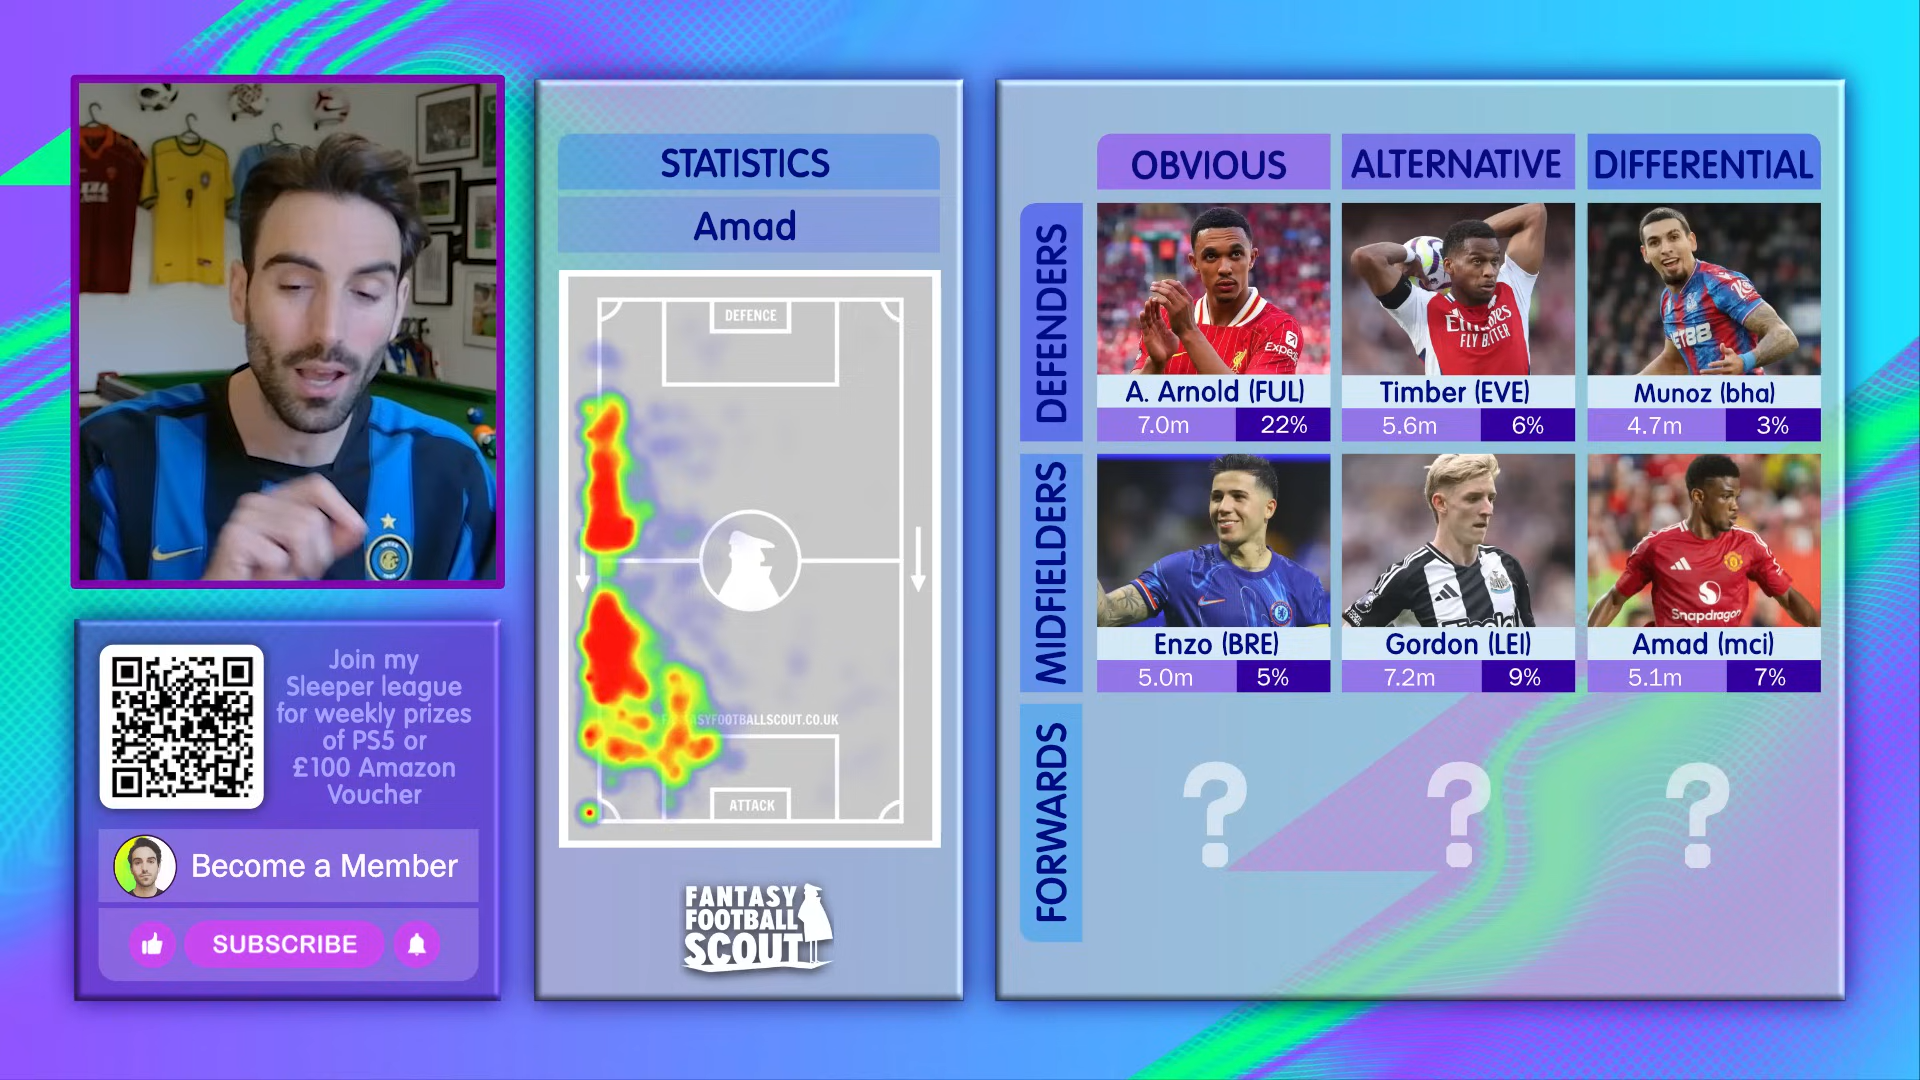 STATISTICS
Amad
DEFENCE
ATTACK
FANTASY
FOOTBALL
SCOUT
Join my
Sleeper league
for weekly prizes
of PS5 or
£100 Amazon
Voucher
Become a Member
SUBSCRIBE
OBVIOUS
ALTERNATIVE
DIFFERENTIAL
DEFENDERS
A. Arnold (FUL)
7.0m
22%
Timber (EVE)
5.6m
6%
Munoz (bha)
4.7m
3%
MIDFIELDERS
Enzo (BRE)
5.0m
5%
Gordon (LEI)
7.2m
9%
Snapdragon
Amad (mci)
5.1m
7%
FORWARDS
?
?
?